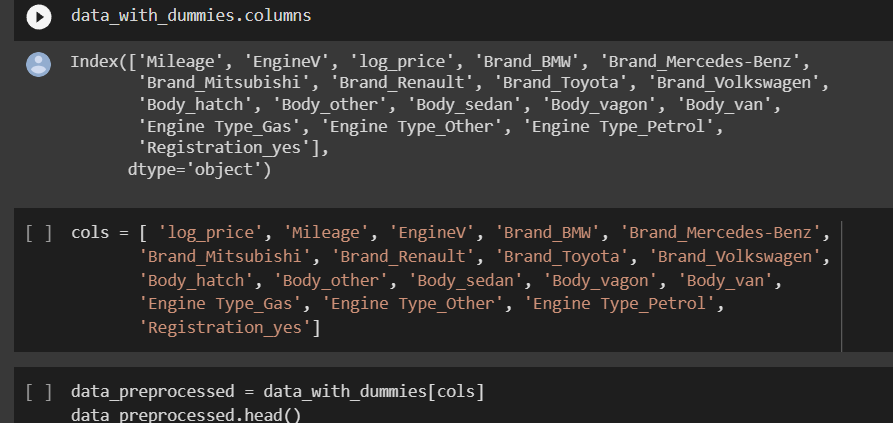 data_with_dummies.columns
Index(['Mileage', 'EngineV', 'log_price', 'Brand_BMW', 'Brand_Mercedes-Benz',
'Brand_Mitsubishi', 'Brand_Renault', 'Brand_Toyota', 'Brand_Volkswagen',
'Body_hatch', 'Body_other', 'Body_sedan', 'Body_vagon', 'Body_van',
'Engine Type_Gas', 'Engine Type_Other', 'Engine Type_Petrol',
'Registration_yes'],
dtype='object')
[ ] cols = [ 'log_price', 'Mileage', 'EngineV', 'Brand_BMW', 'Brand_Mercedes-Benz',
'Brand_Mitsubishi', 'Brand_Renault', 'Brand_Toyota', 'Brand_Volkswagen',
'Body_hatch', 'Body_other', 'Body_sedan', 'Body_vagon', 'Body_van',
'Engine Type_Gas', 'Engine Type_Other', 'Engine Type_Petrol',
'Registration_yes']
[ ] data_preprocessed = data_with_dummies[cols]
data_preprocessed.head()